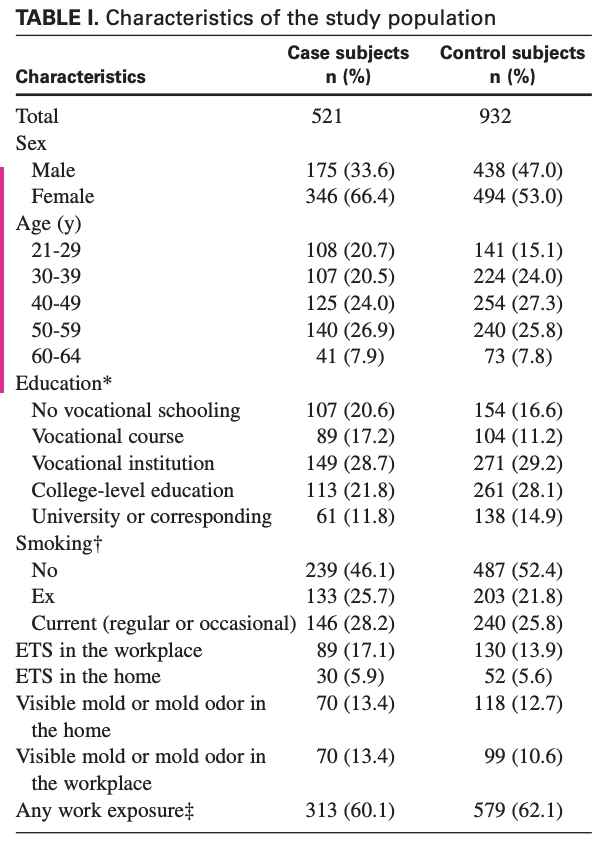 TABLE I. Characteristics of the study population
Case subjects Control subjects
Characteristics n (%) n (%)
Total 521 932
Sex
Male 175 (33.6) 438 (47.0)
Female 346 (66.4) 494 (53.0)
Age (y)
21-29 108 (20.7) 141 (15.1)
30-39 107 (20.5) 224 (24.0)
40-49 125 (24.0) 254 (27.3)
50-59 140 (26.9) 240 (25.8)
60-64 41 (7.9) 73 (7.8)
Education*
No vocational schooling 107 (20.6) 154 (16.6)
Vocational course 89 (17.2) 104 (11.2)
Vocational institution 149 (28.7) 271 (29.2)
College-level education 113 (21.8) 261 (28.1)
University or corresponding 61 (11.8) 138 (14.9)
Smoking†
No 239 (46.1) 487 (52.4)
Ex 133 (25.7) 203 (21.8)
Current (regular or occasional) 146 (28.2) 240 (25.8)
ETS in the workplace 89 (17.1) 130 (13.9)
ETS in the home 30 (5.9) 52 (5.6)
Visible mold or mold odor in 70 (13.4) 118 (12.7)
the home
Visible mold or mold odor in 70 (13.4) 99 (10.6)
the workplace
Any work exposure‡ 313 (60.1) 579 (62.1)